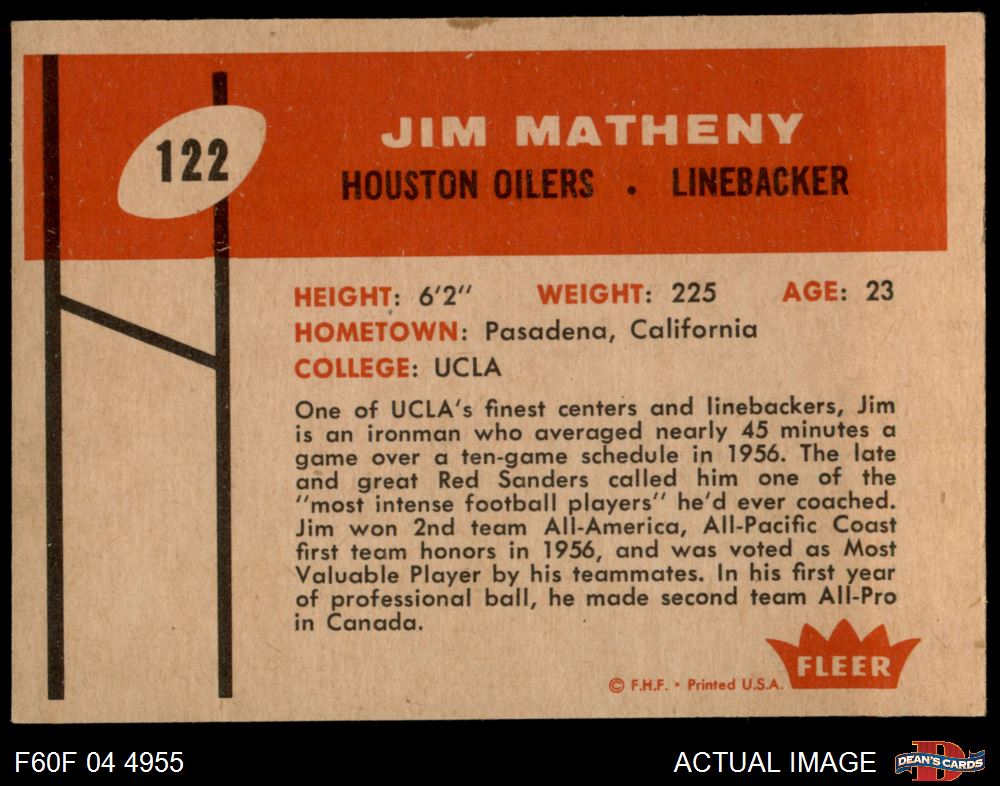 122
JIM MATHENY
HOUSTON OILERS • LINEBACKER
HEIGHT: 6'2" WEIGHT: 225 AGE: 23
HOMETOWN: Pasadena, California
COLLEGE: UCLA
One of UCLA's finest centers and linebackers, Jim
is an ironman who averaged nearly 45 minutes a
game over a ten-game schedule in 1956. The late
and great Red Sanders called him one of the
"most intense football players" he'd ever coached.
Jim won 2nd team All-America, All-Pacific Coast
first team honors in 1956, and was voted as Most
Valuable Player by his teammates. In his first year
of professional ball, he made second team All-Pro
in Canada.
FLEER
© F.H.F. • Printed U.S.A.
F60F 04 4955
ACTUAL IMAGE
D
DEAN'S CARDS